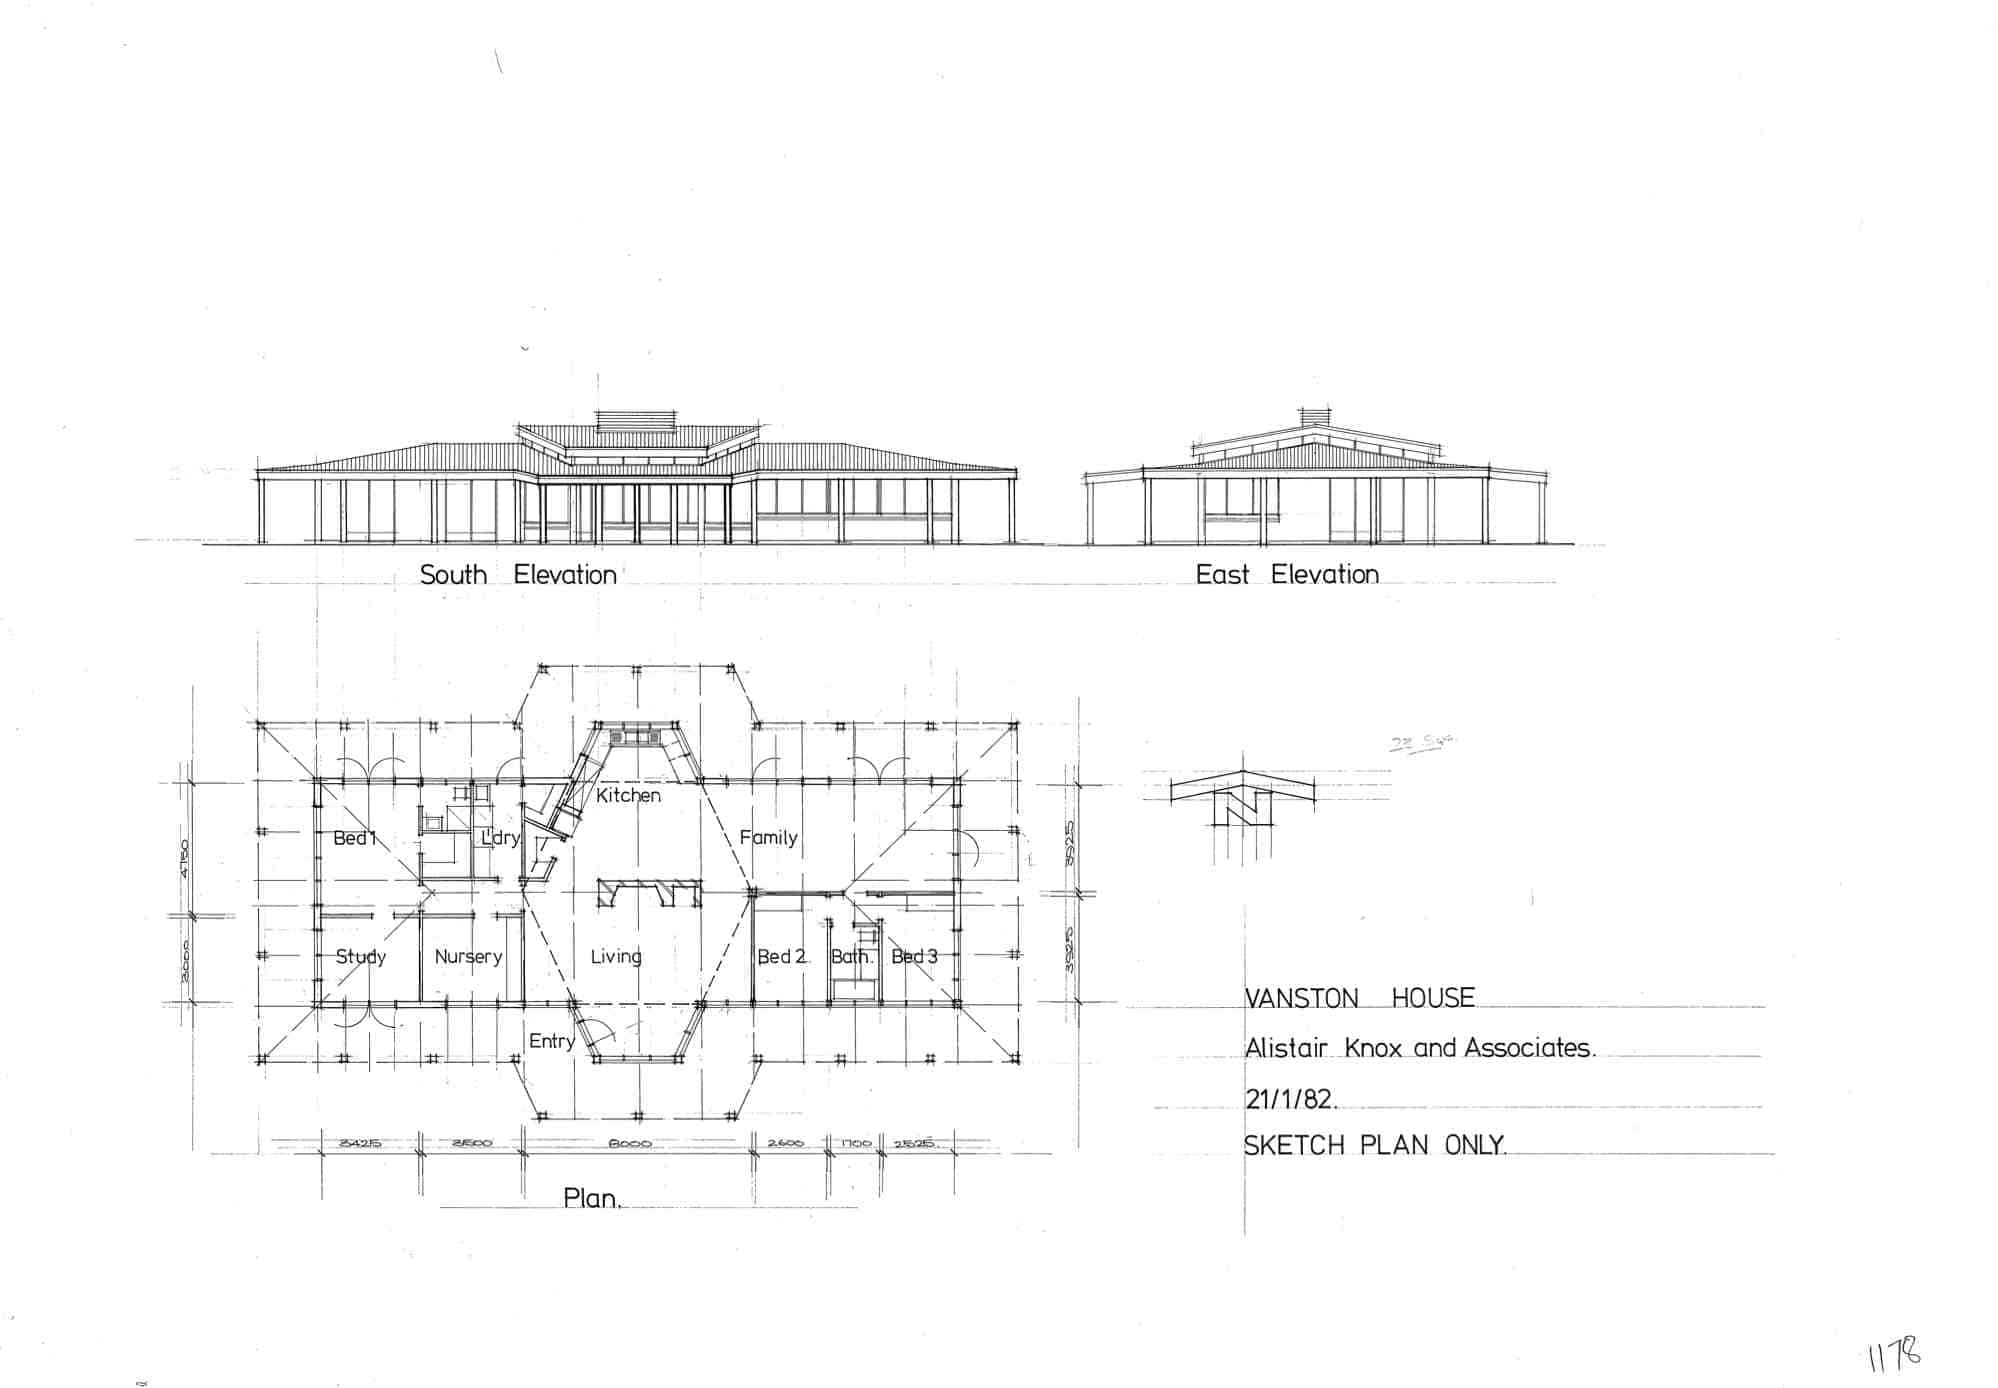 South Elevation
East Elevation
Kitchen
Bed 1
L'dry.
Family
4750
3925
Study
Nursery
Living
Bed 2.
Bath.
Bed 3
3000
3925
Entry
3425
3500
8000
2600
1700
2525.
Plan.
N
VANSTON HOUSE
Alistair Knox and Associates.
21/1/82.
SKETCH PLAN ONLY.
1178